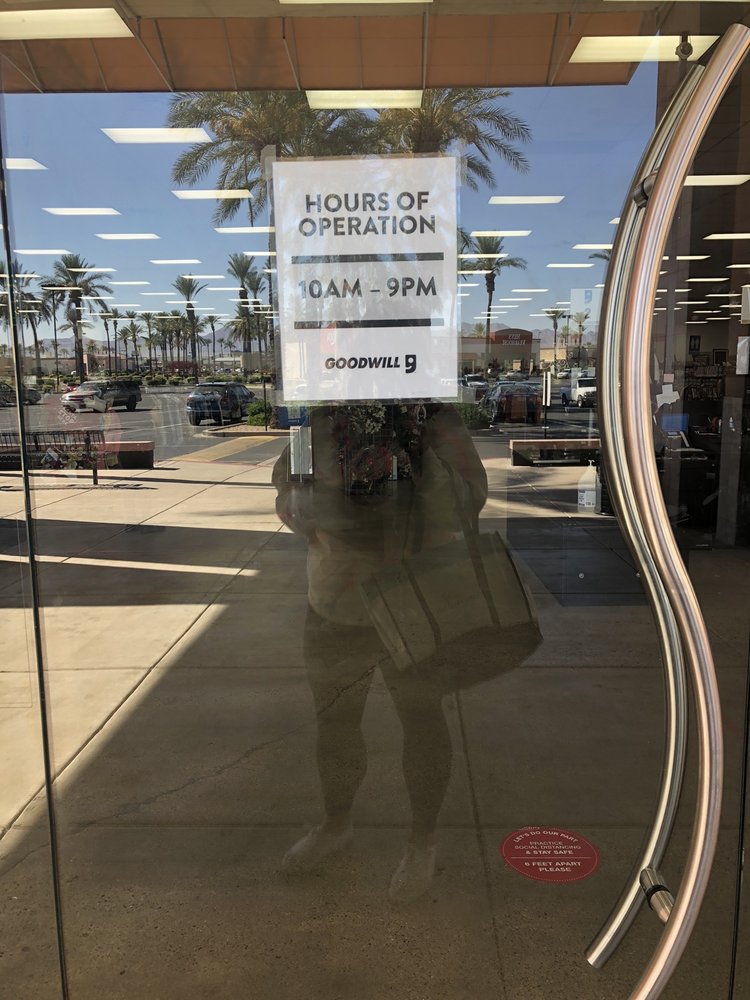 HOURS OF
OPERATION
10AM – 9PM
GOODWILL g
LET'S DO OUR PART
PRACTICE
SOCIAL DISTANCING
& STAY SAFE
6 FEET APART
PLEASE